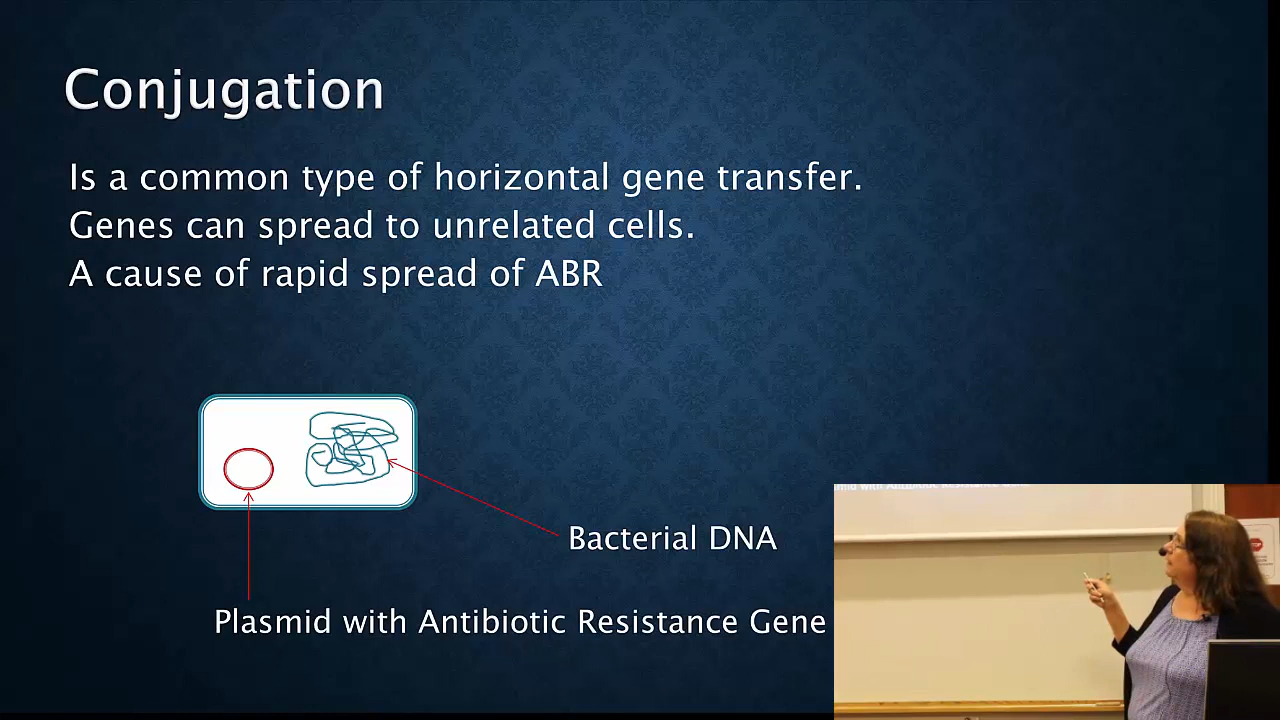 Conjugation
Is a common type of horizontal gene transfer.
Genes can spread to unrelated cells.
A cause of rapid spread of ABR
Bacterial DNA
Plasmid with Antibiotic Resistance Gene